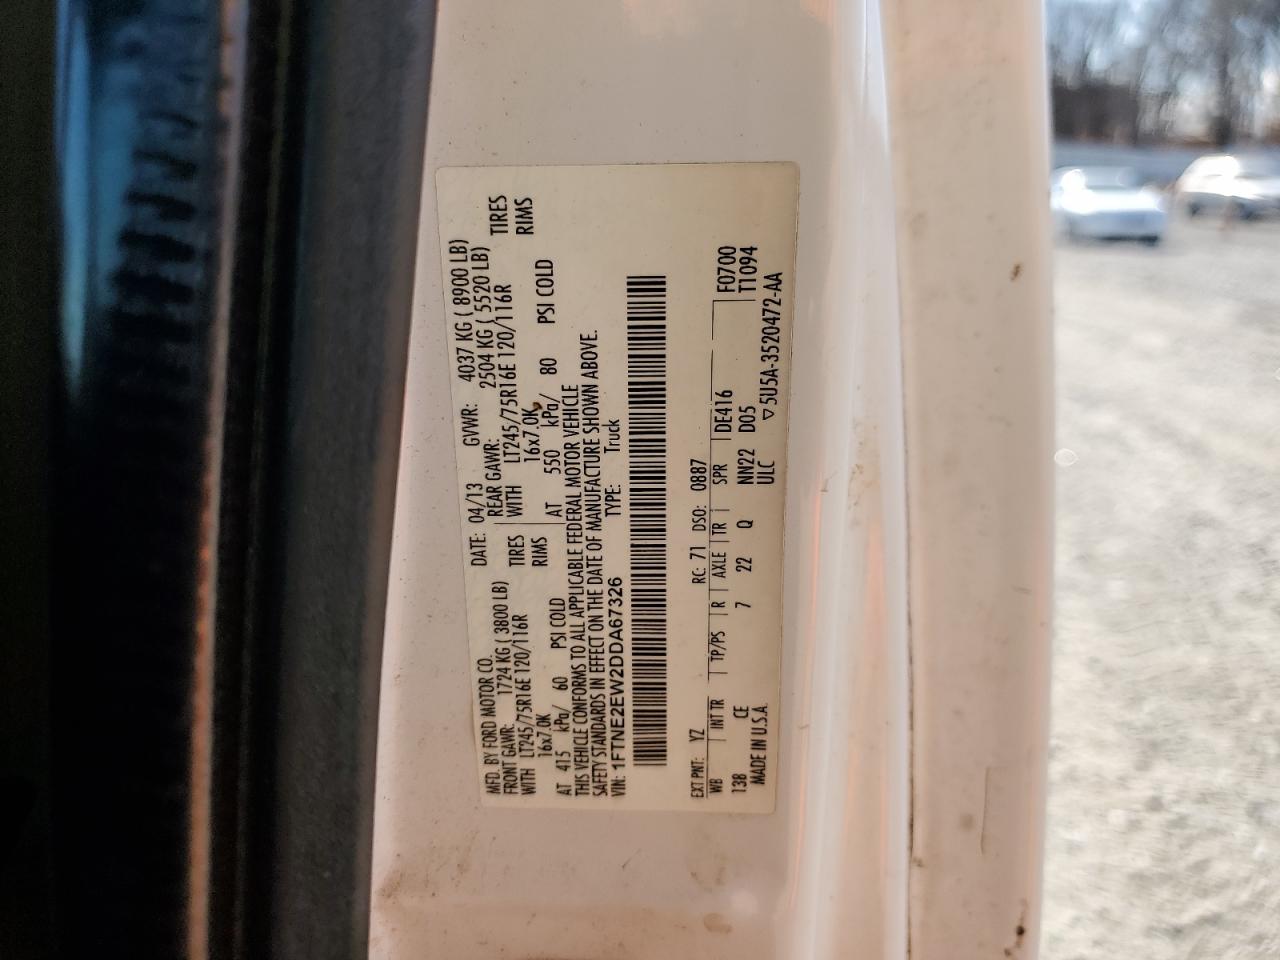 MFD. BY FORD MOTOR CO.
DATE: 04/13 GVWR: 4037 KG ( 8900 LB)
FRONT GAWR: 1724 KG ( 3800 LB)
REAR GAWR: 2504 KG ( 5520 LB)
WITH LT245/75R16E 120/116R TIRES
WITH LT245/75R16E 120/116R TIRES
16x7.0K RIMS
16x7.0K RIMS
AT 415 kPa/ 60 PSI COLD
AT 550 kPa/ 80 PSI COLD
THIS VEHICLE CONFORMS TO ALL APPLICABLE FEDERAL MOTOR VEHICLE
SAFETY STANDARDS IN EFFECT ON THE DATE OF MANUFACTURE SHOWN ABOVE.
VIN: 1FTNE2EW2DDA67326 TYPE: Truck
EXT PNT: YZ RC: 71 DSO: 0887
WB INT TR TP/PS R AXLE TR SPR DE416 F0700
138 CE 7 22 Q NN22 D05 T1094
MADE IN U.S.A. ULC ▽5U5A-3520472-AA